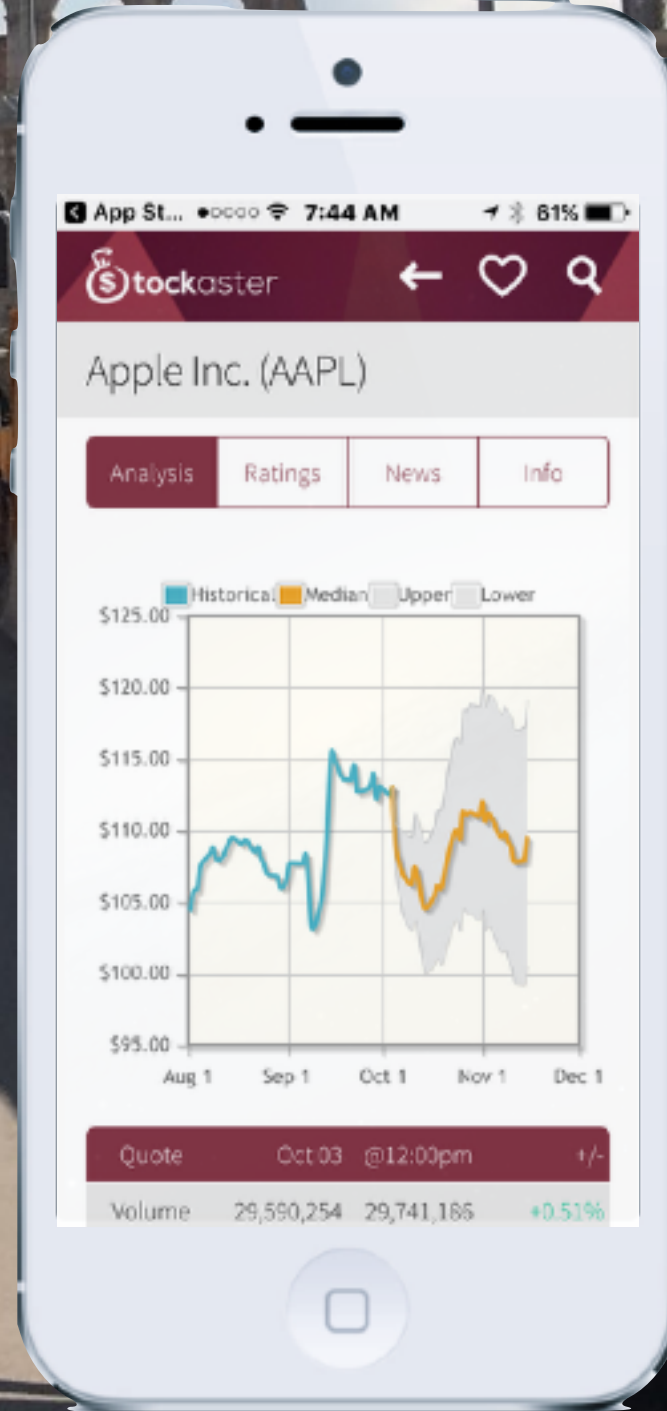 App St... 7:44 AM 61%
Stockaster
Apple Inc. (AAPL)
Analysis Ratings News Info
Historical Median Upper Lower
$125.00
$120.00
$115.00
$110.00
$105.00
$100.00
$95.00
Aug 1 Sep 1 Oct 1 Nov 1 Dec 1
Quote Oct 03 @12:00pm +/-
Volume 29,590,254 29,741,186 +0.51%